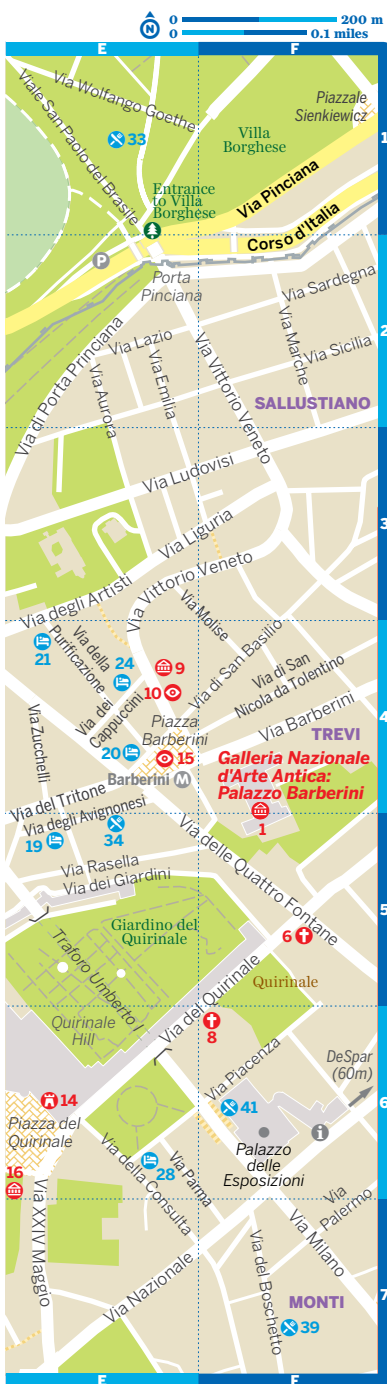 N
0
200 m
0
0.1 miles
E
F
Via Wolfango Goethe
Piazzale
Sienkiewicz
1
33
Viale San Paolo del Brasile
Villa
Borghese
Via Pinciana
Entrance
to Villa
Borghese
Corso d'Italia
P
Porta
Pinciana
Via Sardegna
2
Via di Porta Princiana
Via Lazio
Via Marche
Via Sicilia
Via Emilia
Via Aurora
Via Vittorio Veneto
SALLUSTIANO
Via Ludovisi
3
Via Liguria
Via degli Artisti
Via Vittorio Veneto
Via Molise
21
Via della
Purificazione
24
9
10
Via di San Basilio
Via di San
Nicola da Tolentino
4
Via dei
Cappuccini
Piazza
Barberini
Via Barberini
TREVI
Via Zucchelli
20
15
Barberini
M
Galleria Nazionale
d'Arte Antica:
Palazzo Barberini
1
Via del Tritone
Via degli Avignonesi
19
34
Via delle Quattro Fontane
Via Rasella
Via dei Giardini
5
Giardino del
Quirinale
6
Traforo Umberto I
Quirinale
Via del Quirinale
Quirinale
Hill
8
DeSpar
(60m)
Via Piacenza
14
41
6
Piazza del
Quirinale
i
Palazzo
delle
Esposizioni
16
28
Via della Consulta
Via Parma
Via
Palermo
Via XXIV Maggio
Via Milano
Via Nazionale
Via del Boschetto
MONTI
7
39
E
F